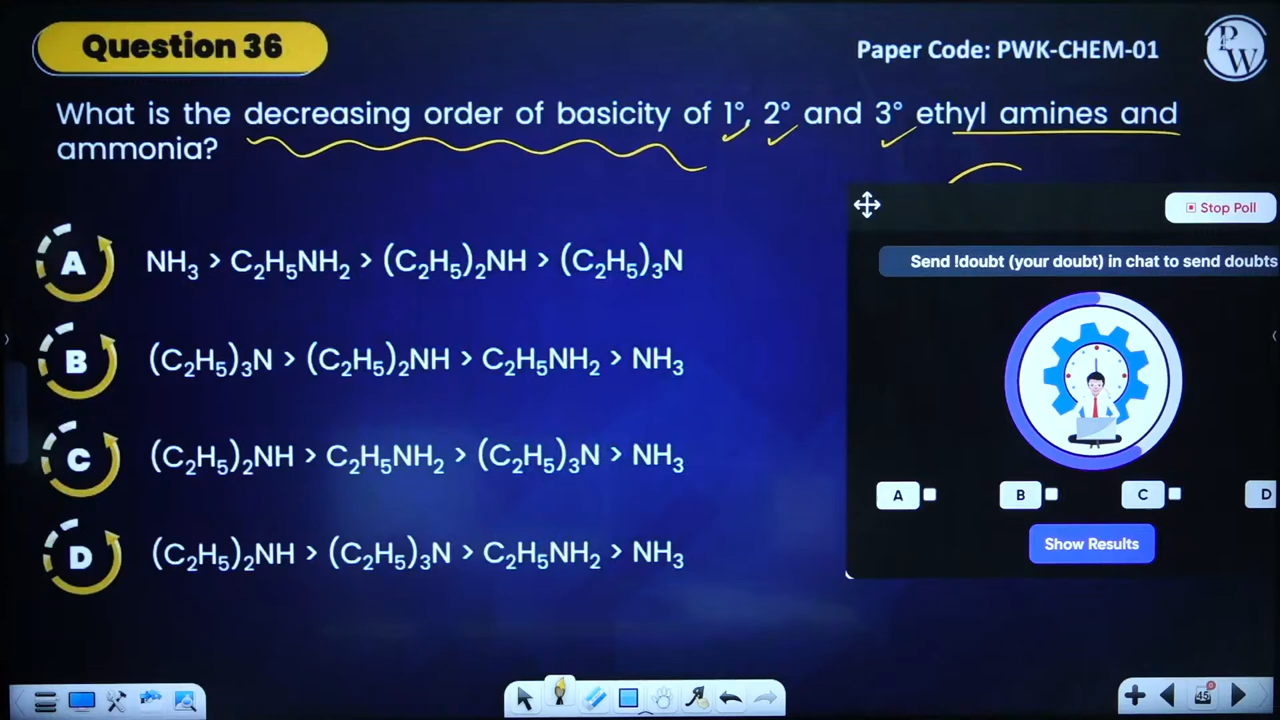 Question 36
Paper Code: PWK-CHEM-01
PW
What is the decreasing order of basicity of 1°, 2° and 3° ethyl amines and
ammonia?
Stop Poll
Send !doubt (your doubt) in chat to send doubts
A NH₃ > C₂H₅NH₂ > (C₂H₅)₂NH > (C₂H₅)₃N
B (C₂H₅)₃N > (C₂H₅)₂NH > C₂H₅NH₂ > NH₃
C (C₂H₅)₂NH > C₂H₅NH₂ > (C₂H₅)₃N > NH₃
D (C₂H₅)₂NH > (C₂H₅)₃N > C₂H₅NH₂ > NH₃
A B C D
Show Results
45